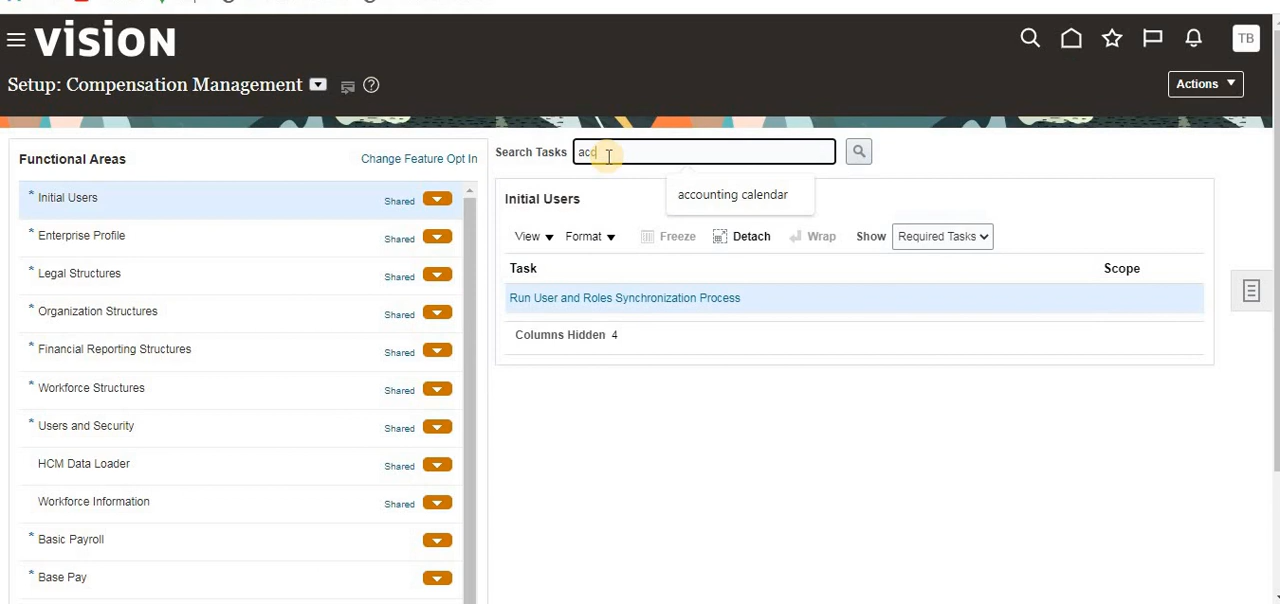 VISION
TB
Setup: Compensation Management
Actions
Functional Areas
Change Feature Opt In
Search Tasks acc
accounting calendar
* Initial Users Shared
* Enterprise Profile Shared
* Legal Structures Shared
* Organization Structures Shared
* Financial Reporting Structures Shared
* Workforce Structures Shared
* Users and Security Shared
HCM Data Loader Shared
Workforce Information Shared
* Basic Payroll
* Base Pay
Initial Users
View Format Freeze Detach Wrap Show Required Tasks
Task Scope
Run User and Roles Synchronization Process
Columns Hidden 4